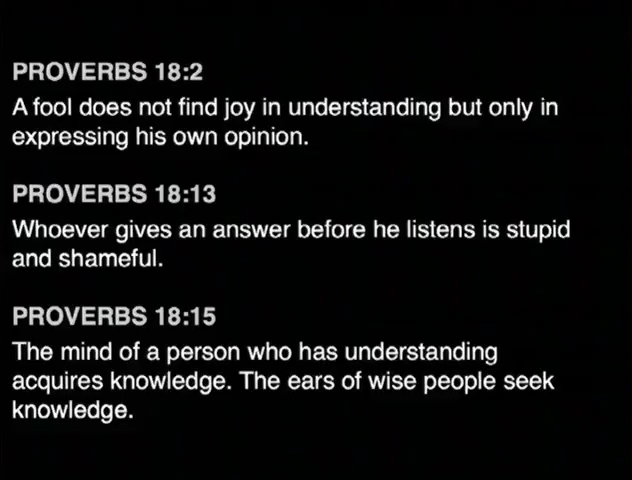 PROVERBS 18:2
A fool does not find joy in understanding but only in
expressing his own opinion.
PROVERBS 18:13
Whoever gives an answer before he listens is stupid
and shameful.
PROVERBS 18:15
The mind of a person who has understanding
acquires knowledge. The ears of wise people seek
knowledge.